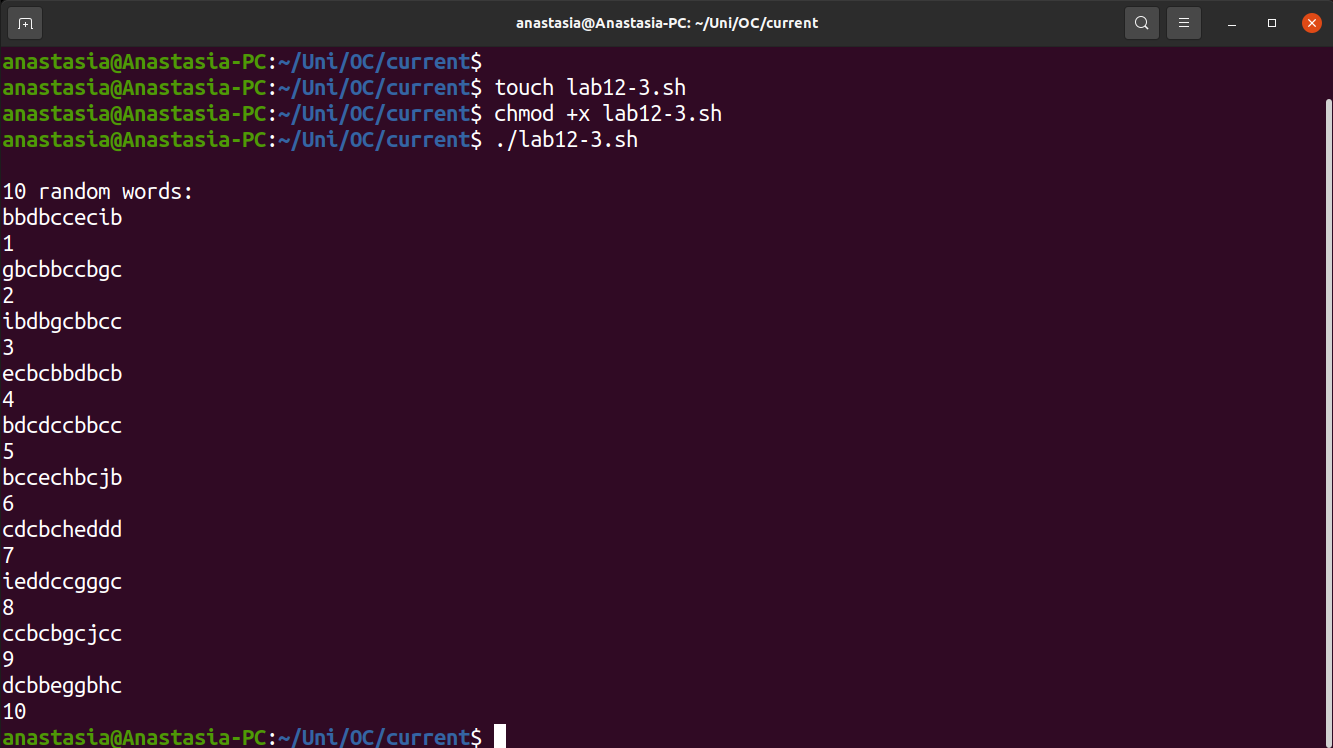 anastasia@Anastasia-PC: ~/Uni/OC/current
anastasia@Anastasia-PC:~/Uni/OC/current$
anastasia@Anastasia-PC:~/Uni/OC/current$ touch lab12-3.sh
anastasia@Anastasia-PC:~/Uni/OC/current$ chmod +x lab12-3.sh
anastasia@Anastasia-PC:~/Uni/OC/current$ ./lab12-3.sh
10 random words:
bbdbccecib
1
gbcbbccbgc
2
ibdbgcbbcc
3
ecbcbbdbcb
4
bdcdccbbcc
5
bccechbcjb
6
cdcbcheddd
7
ieddccgggc
8
ccbcbgcjcc
9
dcbbeggbhc
10
anastasia@Anastasia-PC:~/Uni/OC/current$